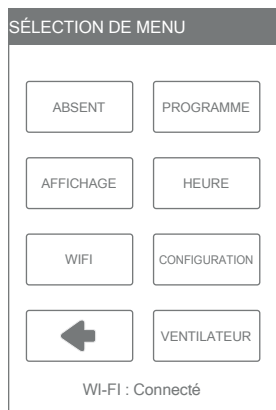 SÉLECTION DE MENU
ABSENT
PROGRAMME
AFFICHAGE
HEURE
WIFI
CONFIGURATION
VENTILATEUR
WI-FI : Connecté